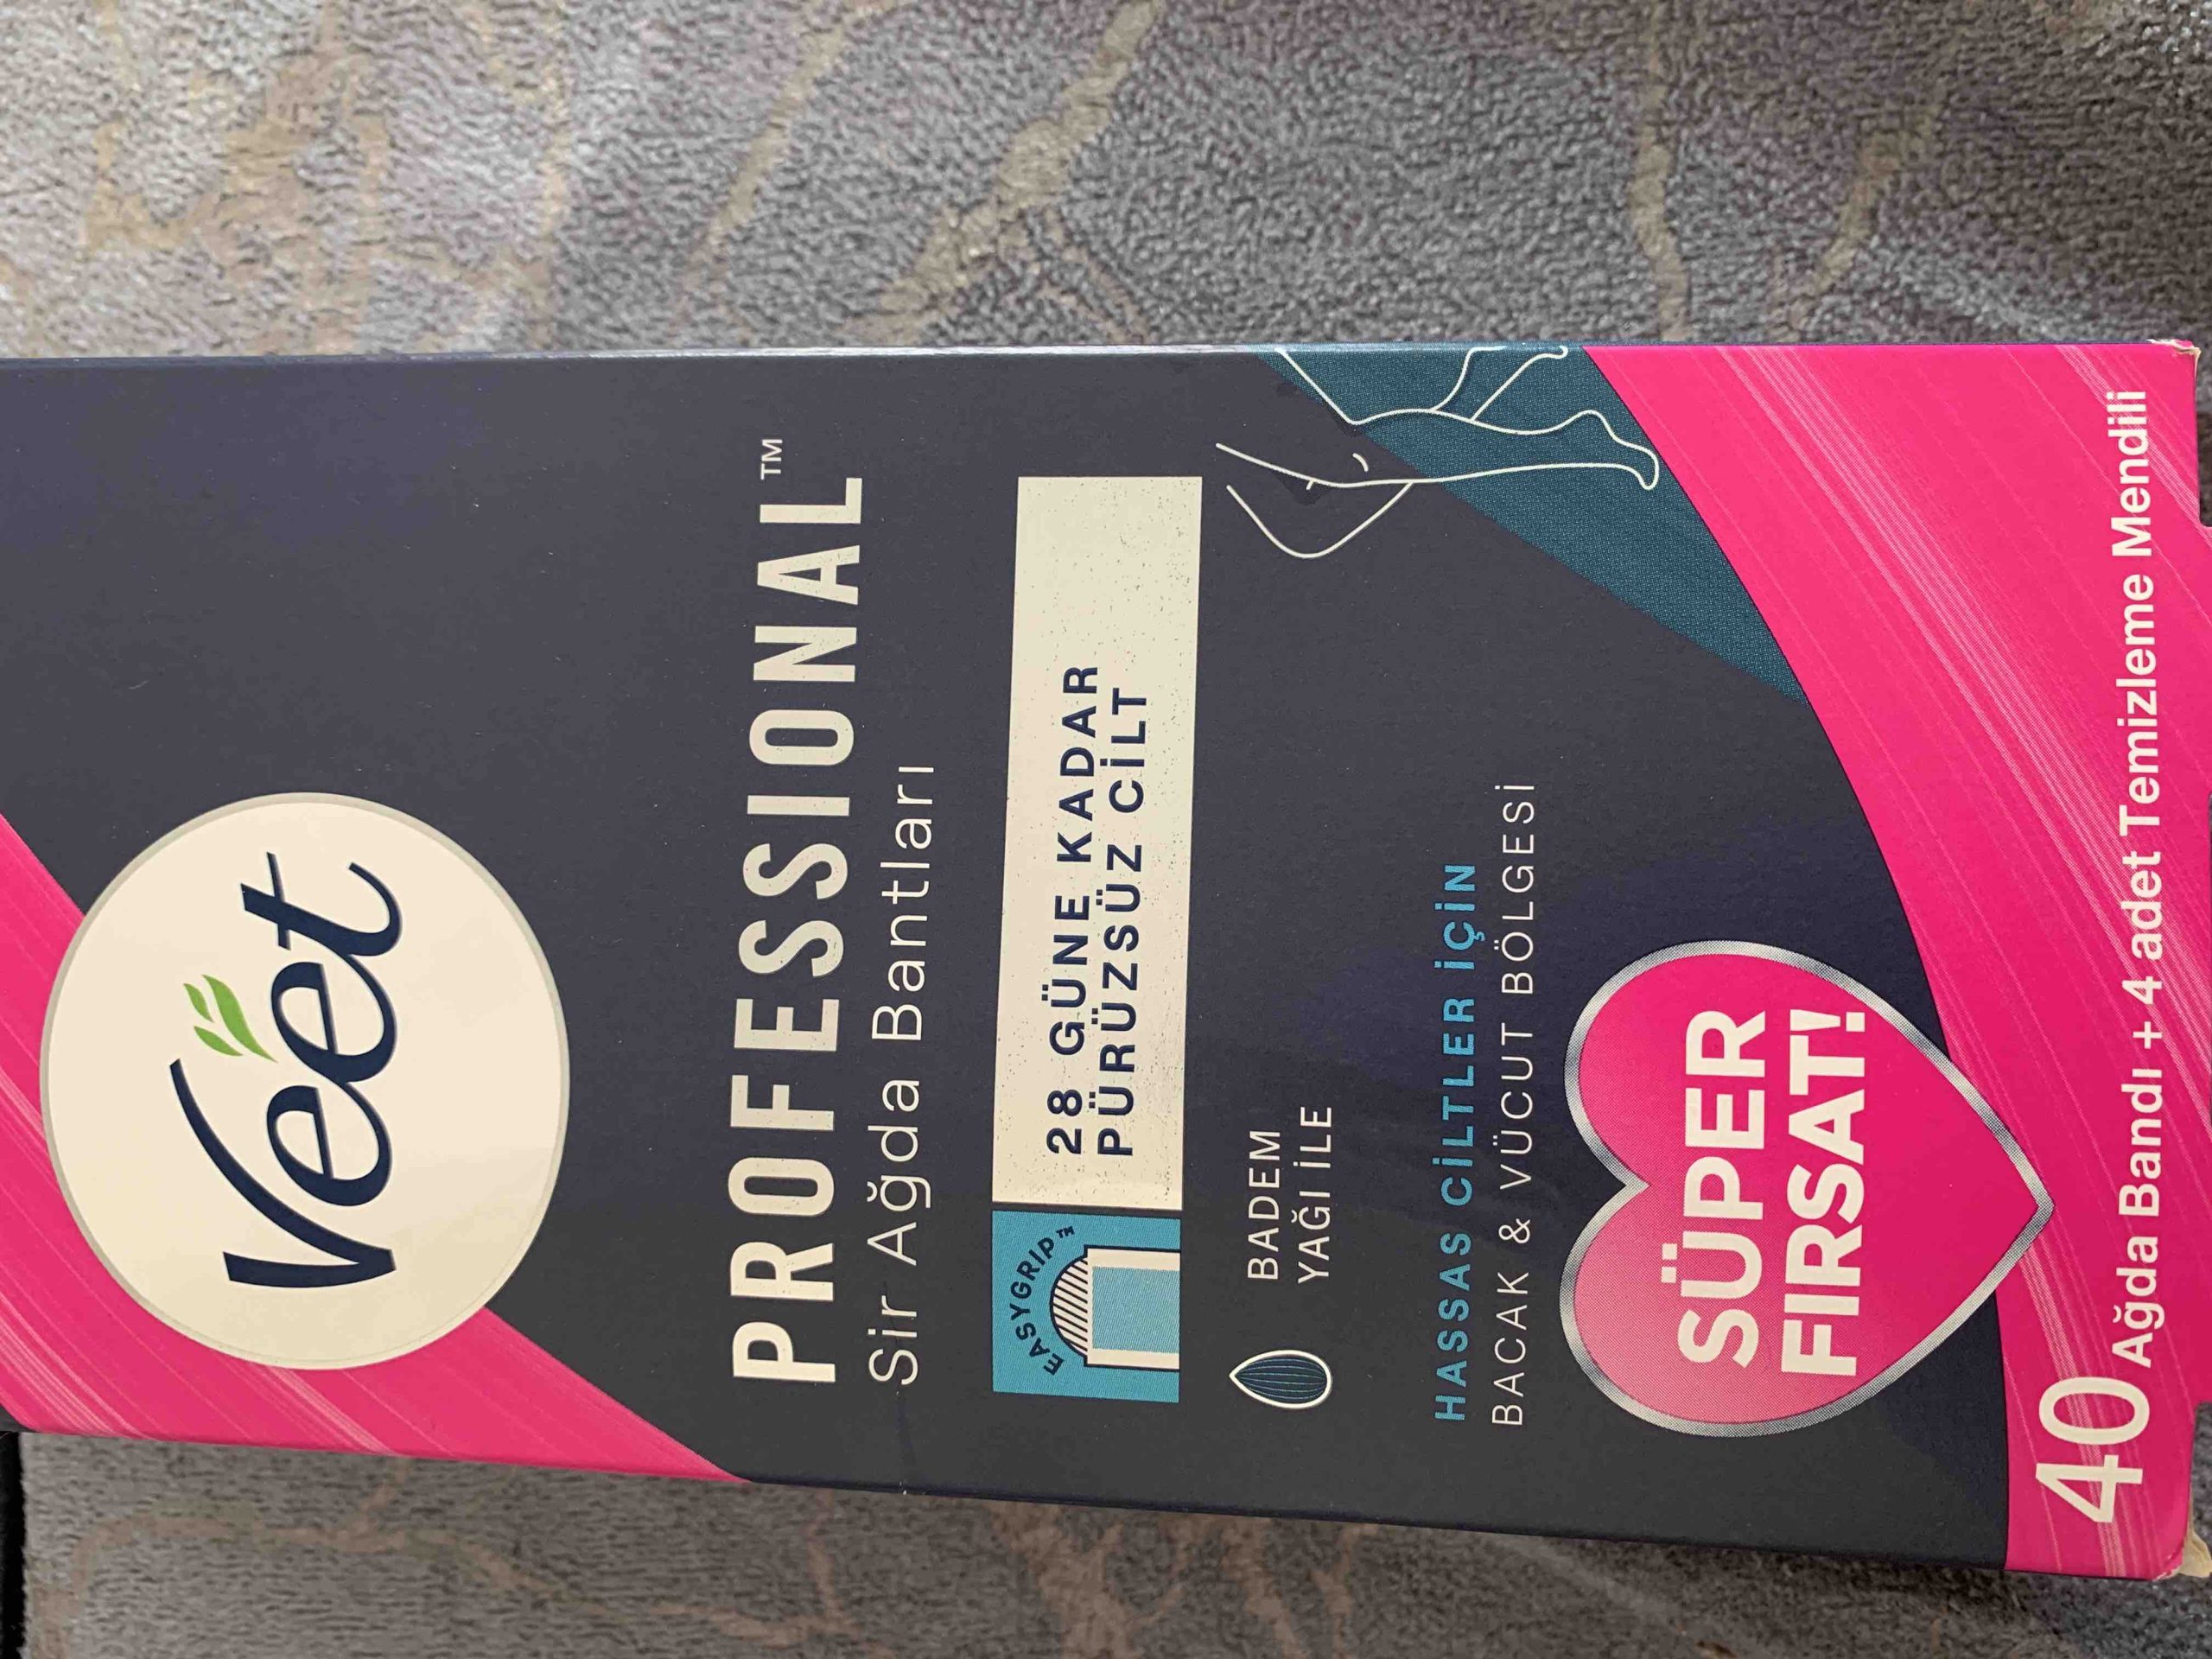 Veet
PROFESSIONAL™
Sir Ağda Bantları
EASYGRIP™
28 GÜNE KADAR
PÜRÜZSÜZ CİLT
BADEM
YAĞI İLE
HASSAS CİLTLER İÇİN
BACAK & VÜCUT BÖLGESİ
SÜPER
FIRSAT!
40 Ağda Bandı + 4 adet Temizleme Mendili